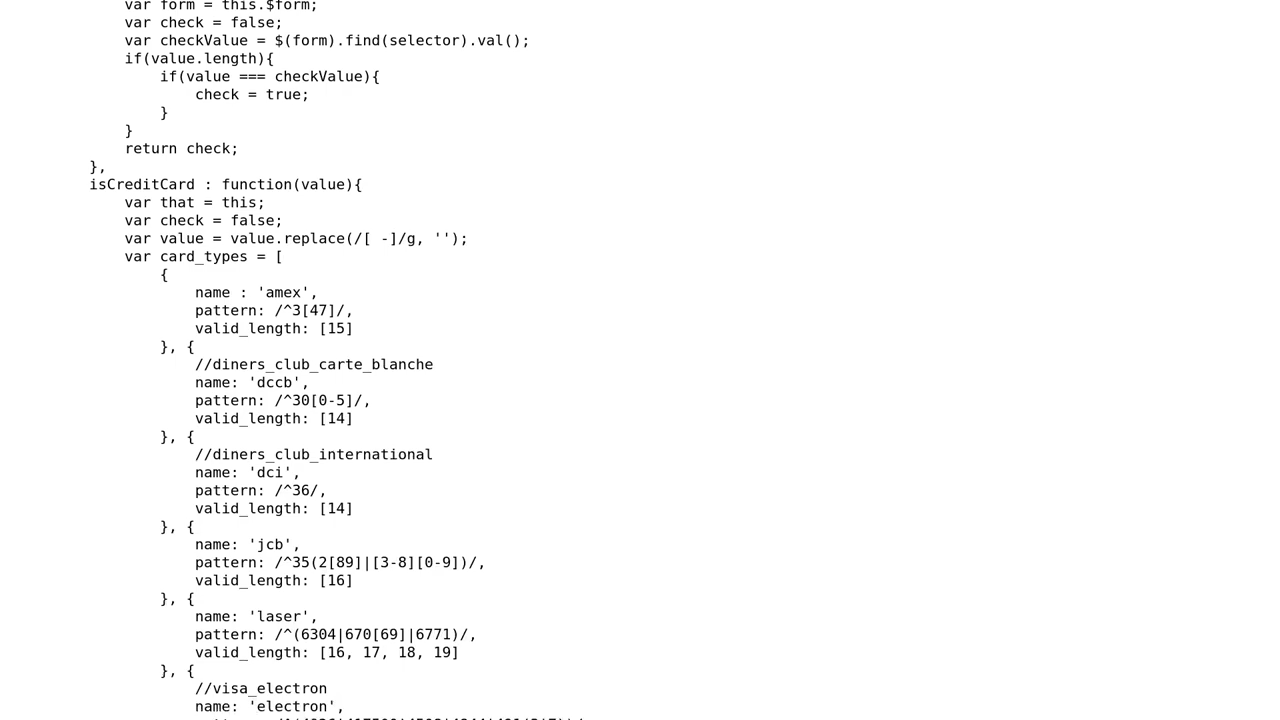 var form = this.$form;
var check = false;
var checkValue = $(form).find(selector).val();
if(value.length){
if(value === checkValue){
check = true;
}
}
return check;
},
isCreditCard : function(value){
var that = this;
var check = false;
var value = value.replace(/[ -]/g, '');
var card_types = [
{
name : 'amex',
pattern: /^3[47]/,
valid_length: [15]
}, {
//diners_club_carte_blanche
name: 'dccb',
pattern: /^30[0-5]/,
valid_length: [14]
}, {
//diners_club_international
name: 'dci',
pattern: /^36/,
valid_length: [14]
}, {
name: 'jcb',
pattern: /^35(2[89]|[3-8][0-9])/,
valid_length: [16]
}, {
name: 'laser',
pattern: /^(6304|670[69]|6771)/,
valid_length: [16, 17, 18, 19]
}, {
//visa_electron
name: 'electron',